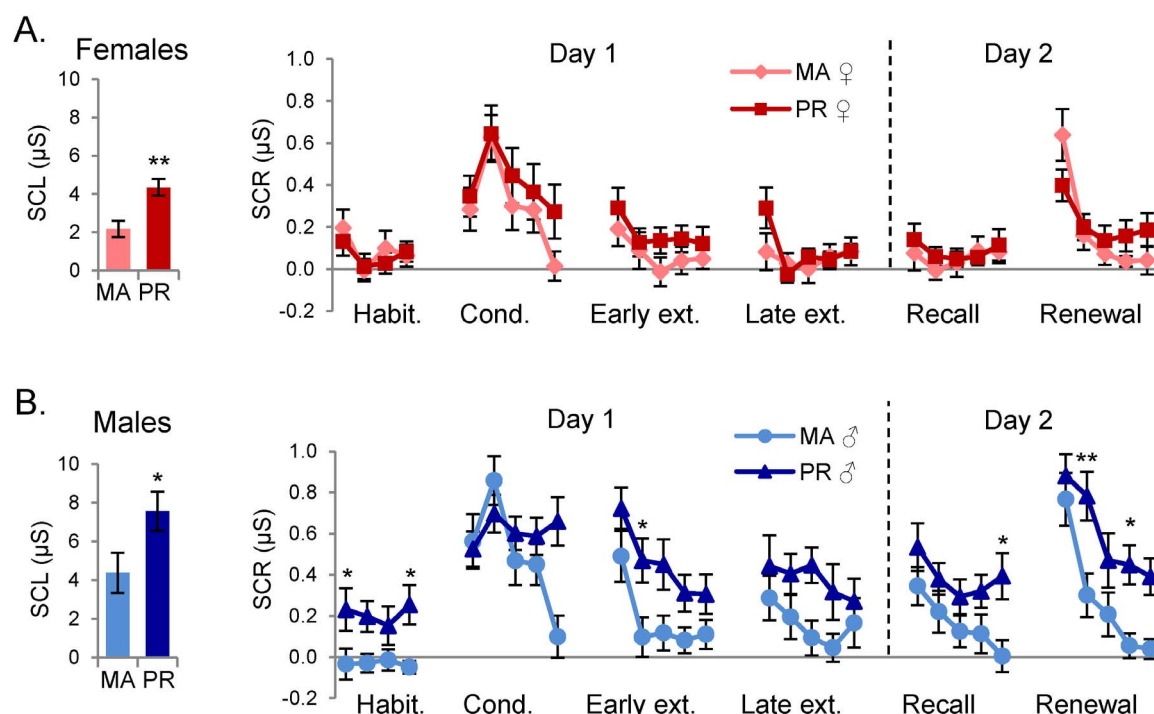 A.
Females
Day 1
Day 2
10
8
6
4
2
0
SCL (µS)
**
MA PR
1.0
0.8
0.6
0.4
0.2
0.0
-0.2
SCR (µS)
MA ♀
PR ♀
Habit. Cond. Early ext. Late ext. Recall Renewal
B.
Males
Day 1
Day 2
10
8
6
4
2
0
SCL (µS)
*
MA PR
1.0
0.8
0.6
0.4
0.2
0.0
-0.2
SCR (µS)
MA ♂
PR ♂
* * * * ** *
Habit. Cond. Early ext. Late ext. Recall Renewal